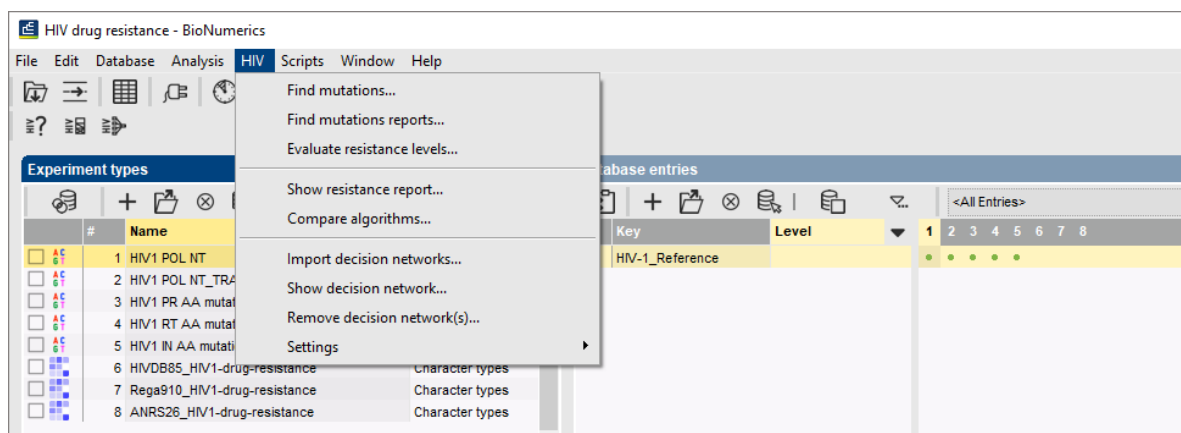 HIV drug resistance - BioNumerics
File Edit Database Analysis HIV Scripts Window Help
Find mutations...
Find mutations reports...
Evaluate resistance levels...
Show resistance report...
Compare algorithms...
Import decision networks...
Show decision network...
Remove decision network(s)...
Settings
Experiment types
# Name
1 HIV1 POL NT
2 HIV1 POL NT_TRA
3 HIV1 PR AA mutat
4 HIV1 RT AA mutat
5 HIV1 IN AA mutati
6 HIVDB85_HIV1-drug-resistance Character types
7 Rega910_HIV1-drug-resistance Character types
8 ANRS26_HIV1-drug-resistance Character types
abase entries
<All Entries>
Key Level 1 2 3 4 5 6 7 8
HIV-1_Reference